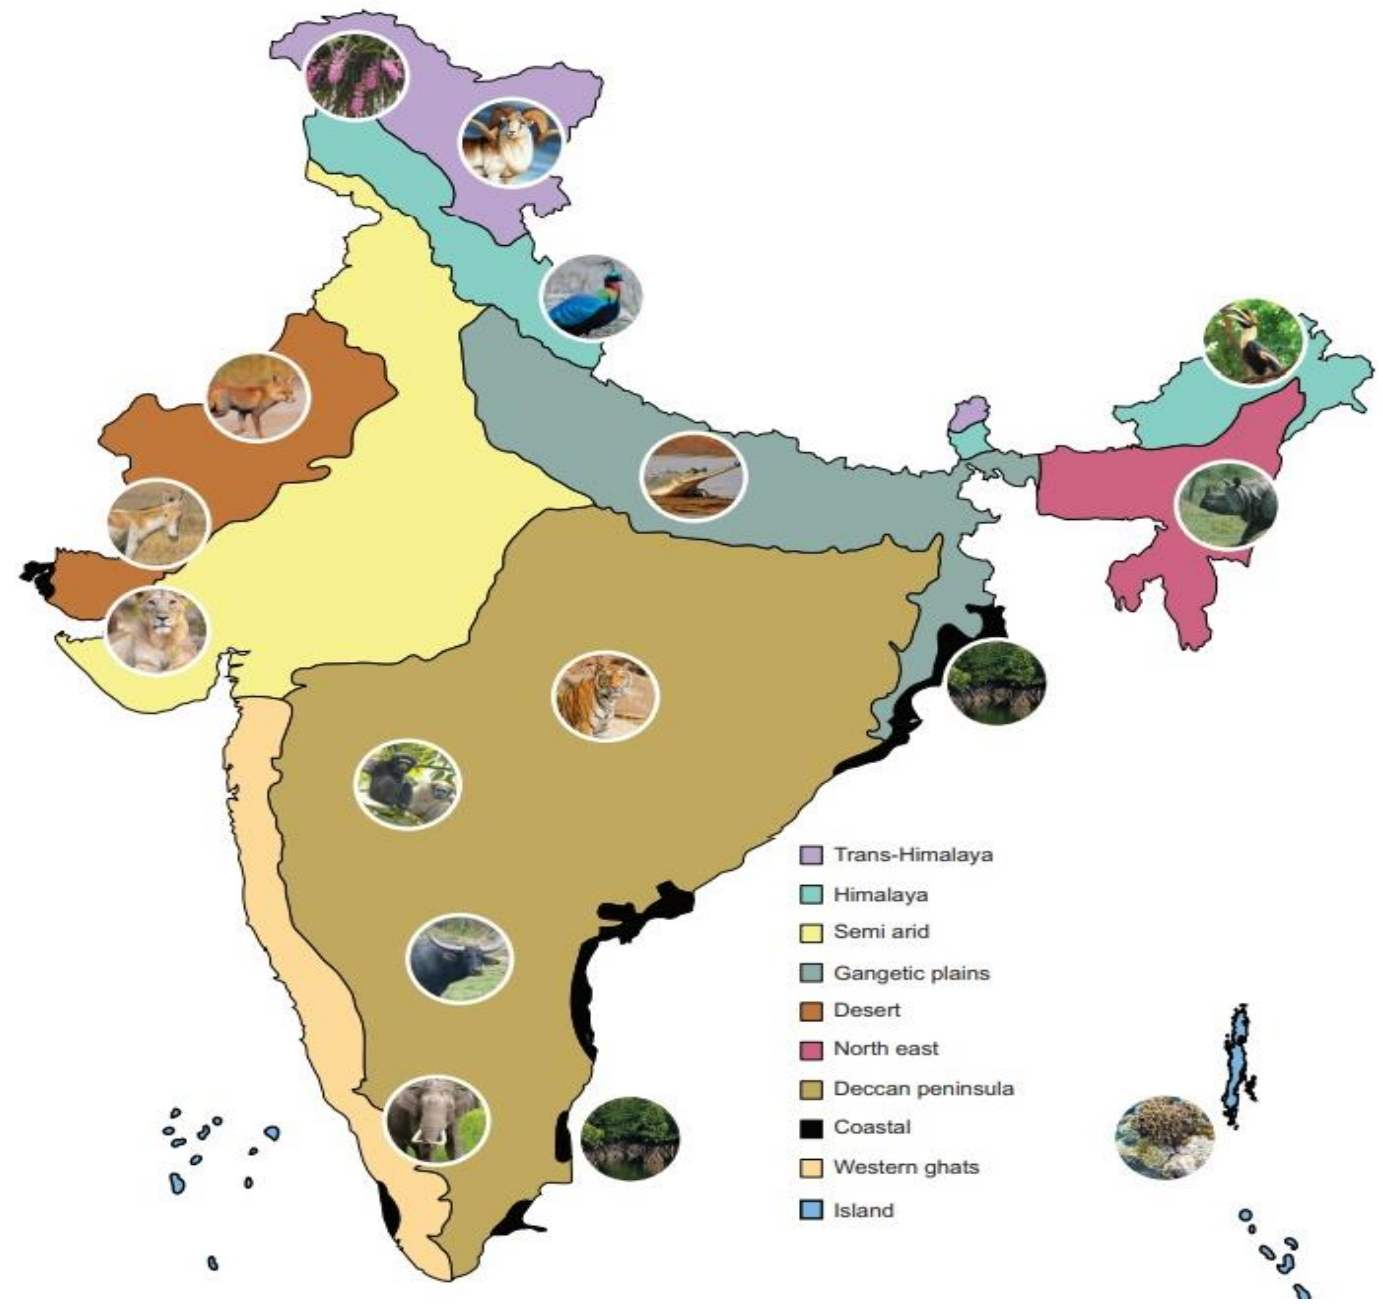 Trans-Himalaya
Himalaya
Semi arid
Gangetic plains
Desert
North east
Deccan peninsula
Coastal
Western ghats
Island